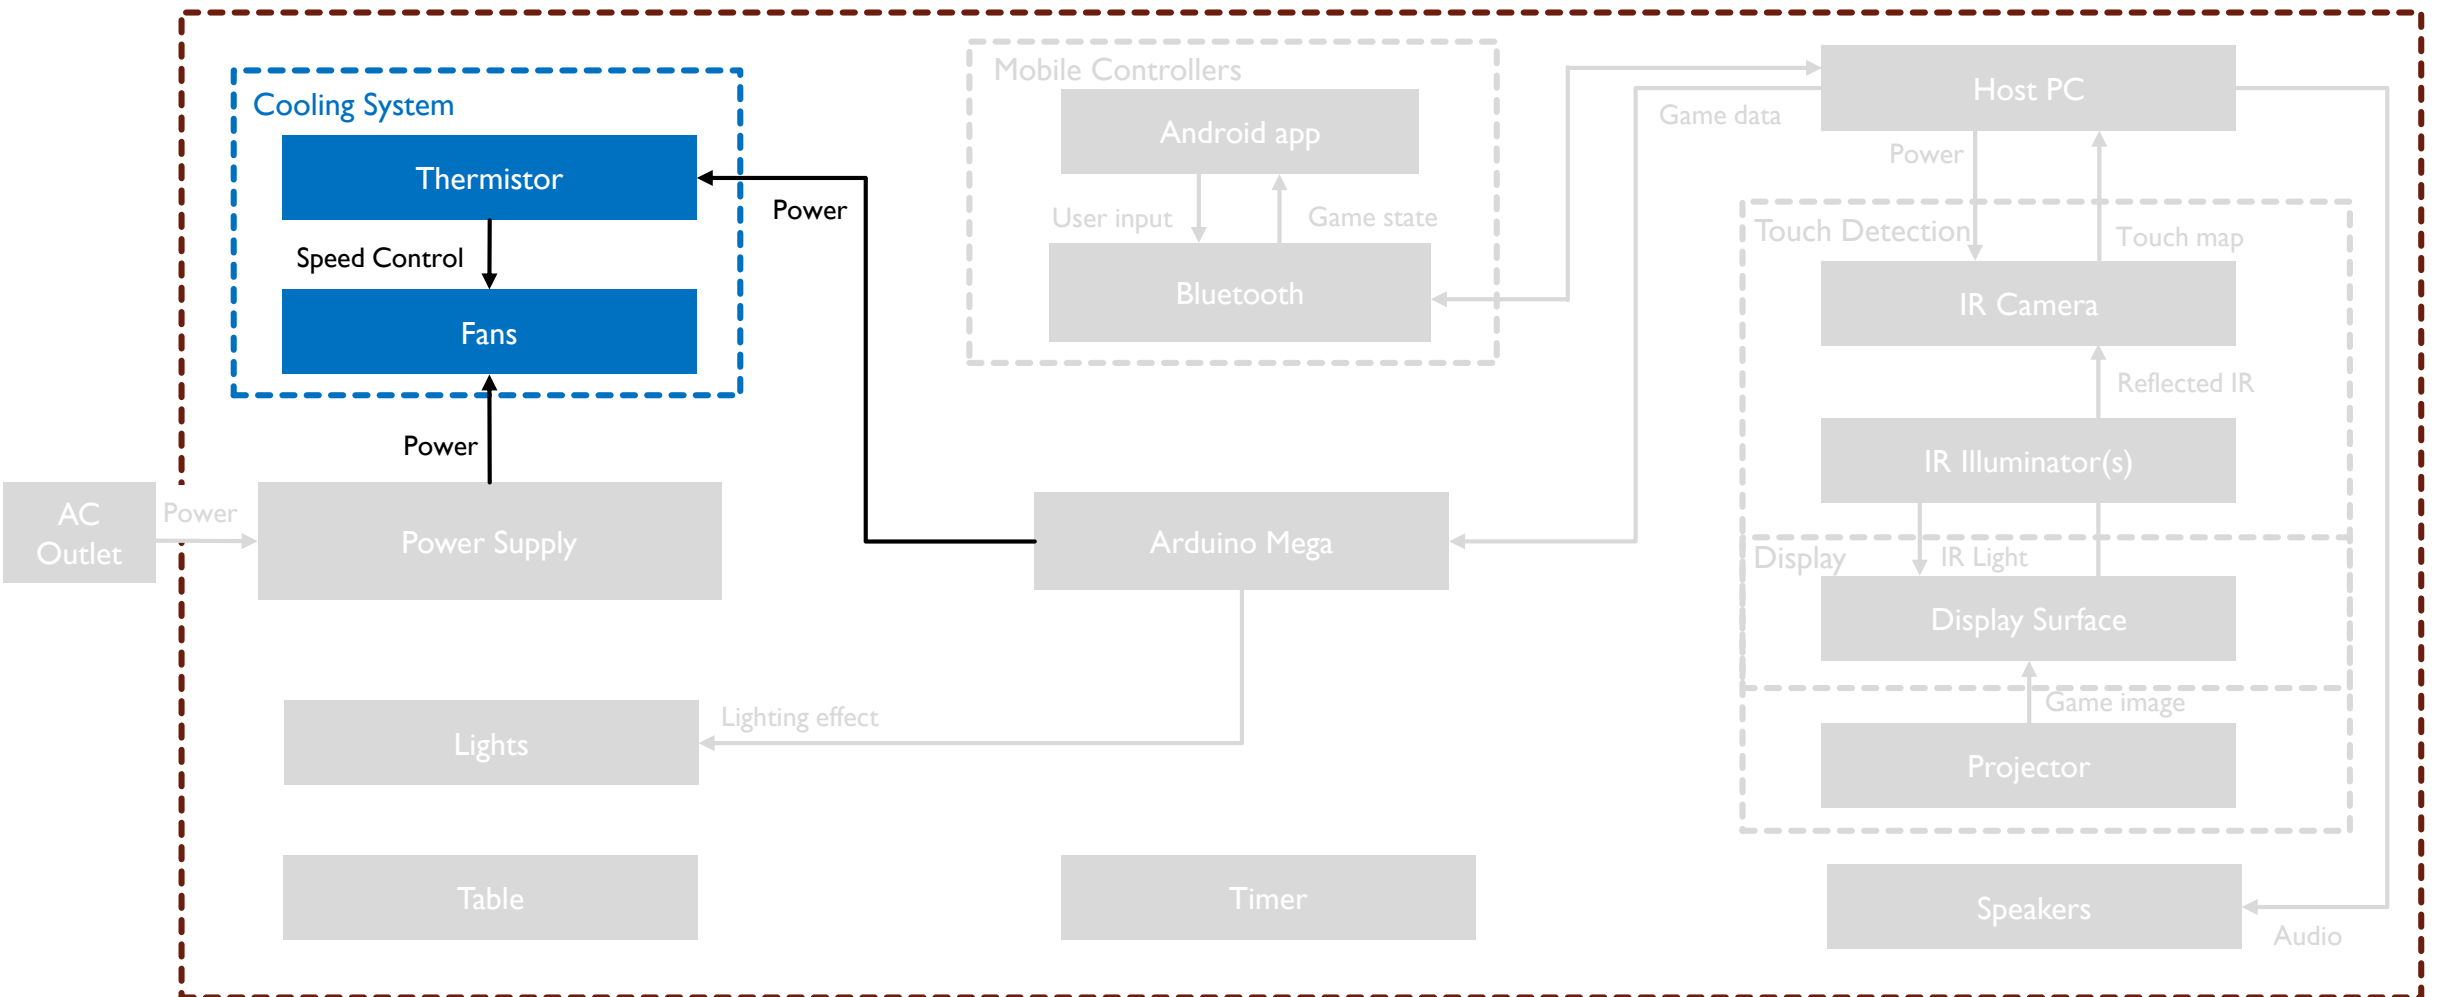 Cooling System
Thermistor
Speed Control
Fans
Power
Power
AC
Outlet
Power
Power Supply
Lights
Lighting effect
Table
Mobile Controllers
Android app
User input
Game state
Bluetooth
Arduino Mega
Timer
Host PC
Game data
Power
Touch Detection
Touch map
IR Camera
Reflected IR
IR Illuminator(s)
Display
IR Light
Display Surface
Game image
Projector
Speakers
Audio